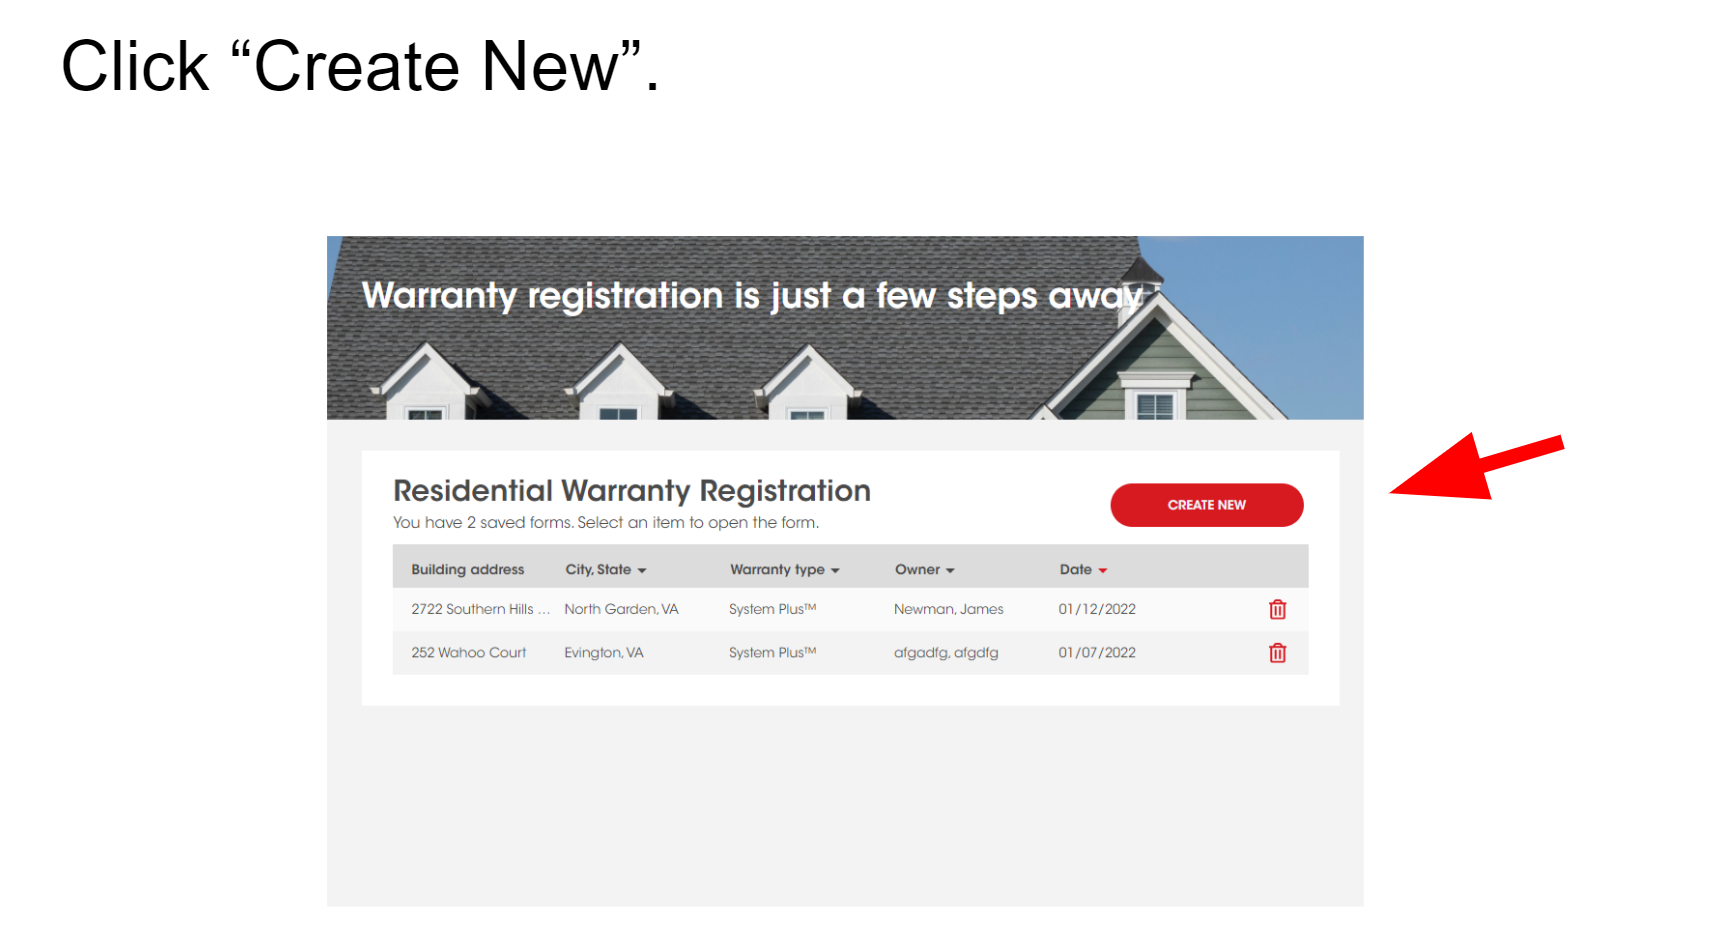 Click “Create New”.
Warranty registration is just a few steps away
Residential Warranty Registration
You have 2 saved forms. Select an item to open the form.
CREATE NEW
Building address City, State Warranty type Owner Date
2722 Southern Hills ... North Garden, VA System Plus™ Newman, James 01/12/2022
252 Wahoo Court Evington, VA System Plus™ afgadfg, afgdfg 01/07/2022